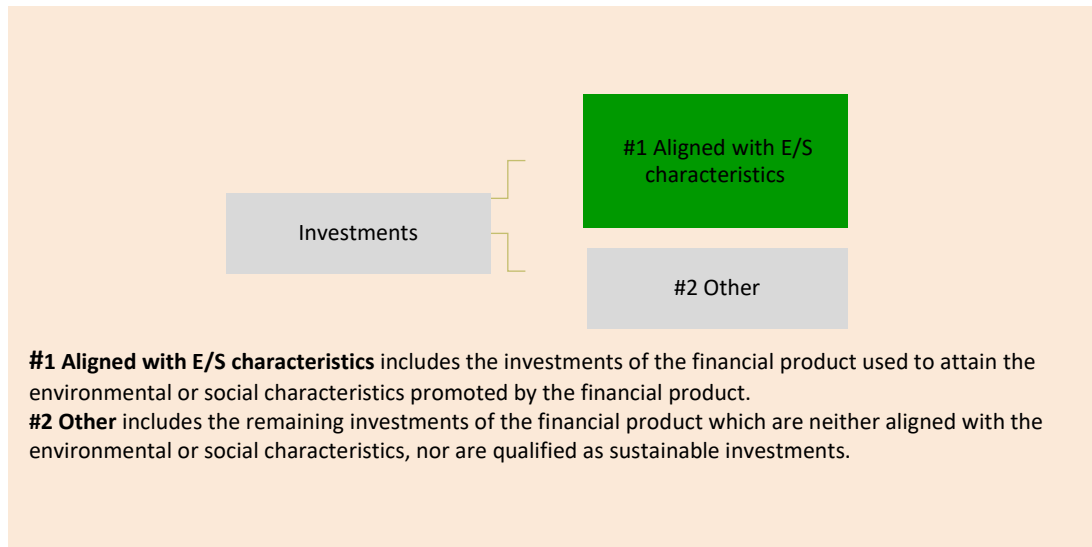 #1 Aligned with E/S
characteristics
Investments
#2 Other
#1 Aligned with E/S characteristics includes the investments of the financial product used to attain the
environmental or social characteristics promoted by the financial product.
#2 Other includes the remaining investments of the financial product which are neither aligned with the
environmental or social characteristics, nor are qualified as sustainable investments.